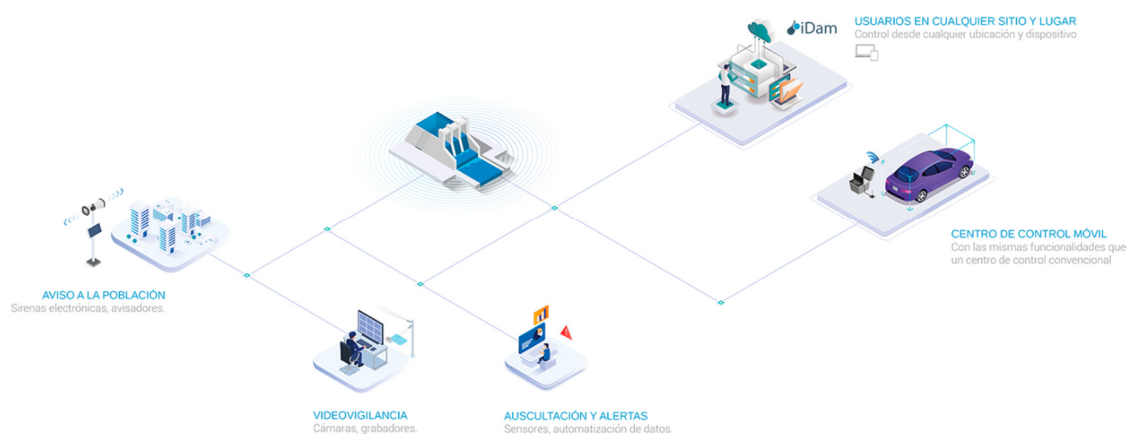 iDam
USUARIOS EN CUALQUIER SITIO Y LUGAR
Control desde cualquier ubicación y dispositivo
CENTRO DE CONTROL MÓVIL
Con las mismas funcionalidades que
un centro de control convencional
AVISO A LA POBLACIÓN
Sirenas electrónicas, avisadores.
VIDEOVIGILANCIA
Cámaras, grabadores.
AUSCULTACIÓN Y ALERTAS
Sensores, automatización de datos.